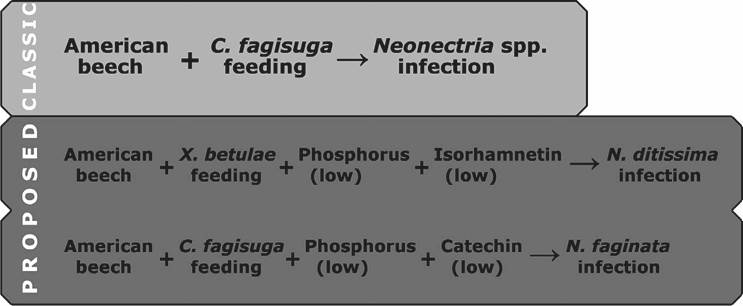 CLASSIC
American beech + C. fagisuga feeding → Neonectria spp. infection
PROPOSED
American beech + X. betulae feeding + Phosphorus (low) + Isorhamnetin (low) → N. ditissima infection
American beech + C. fagisuga feeding + Phosphorus (low) + Catechin (low) → N. faginata infection